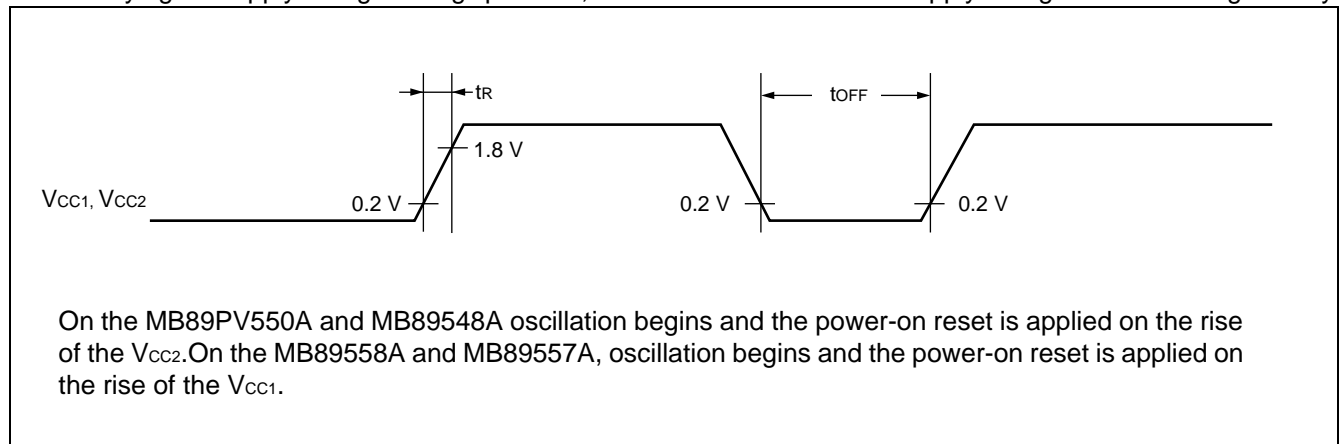 tR
tOFF
1.8 V
VCC1, VCC2
0.2 V
0.2 V
0.2 V
On the MB89PV550A and MB89548A oscillation begins and the power-on reset is applied on the rise
of the VCC2.On the MB89558A and MB89557A, oscillation begins and the power-on reset is applied on
the rise of the VCC1.